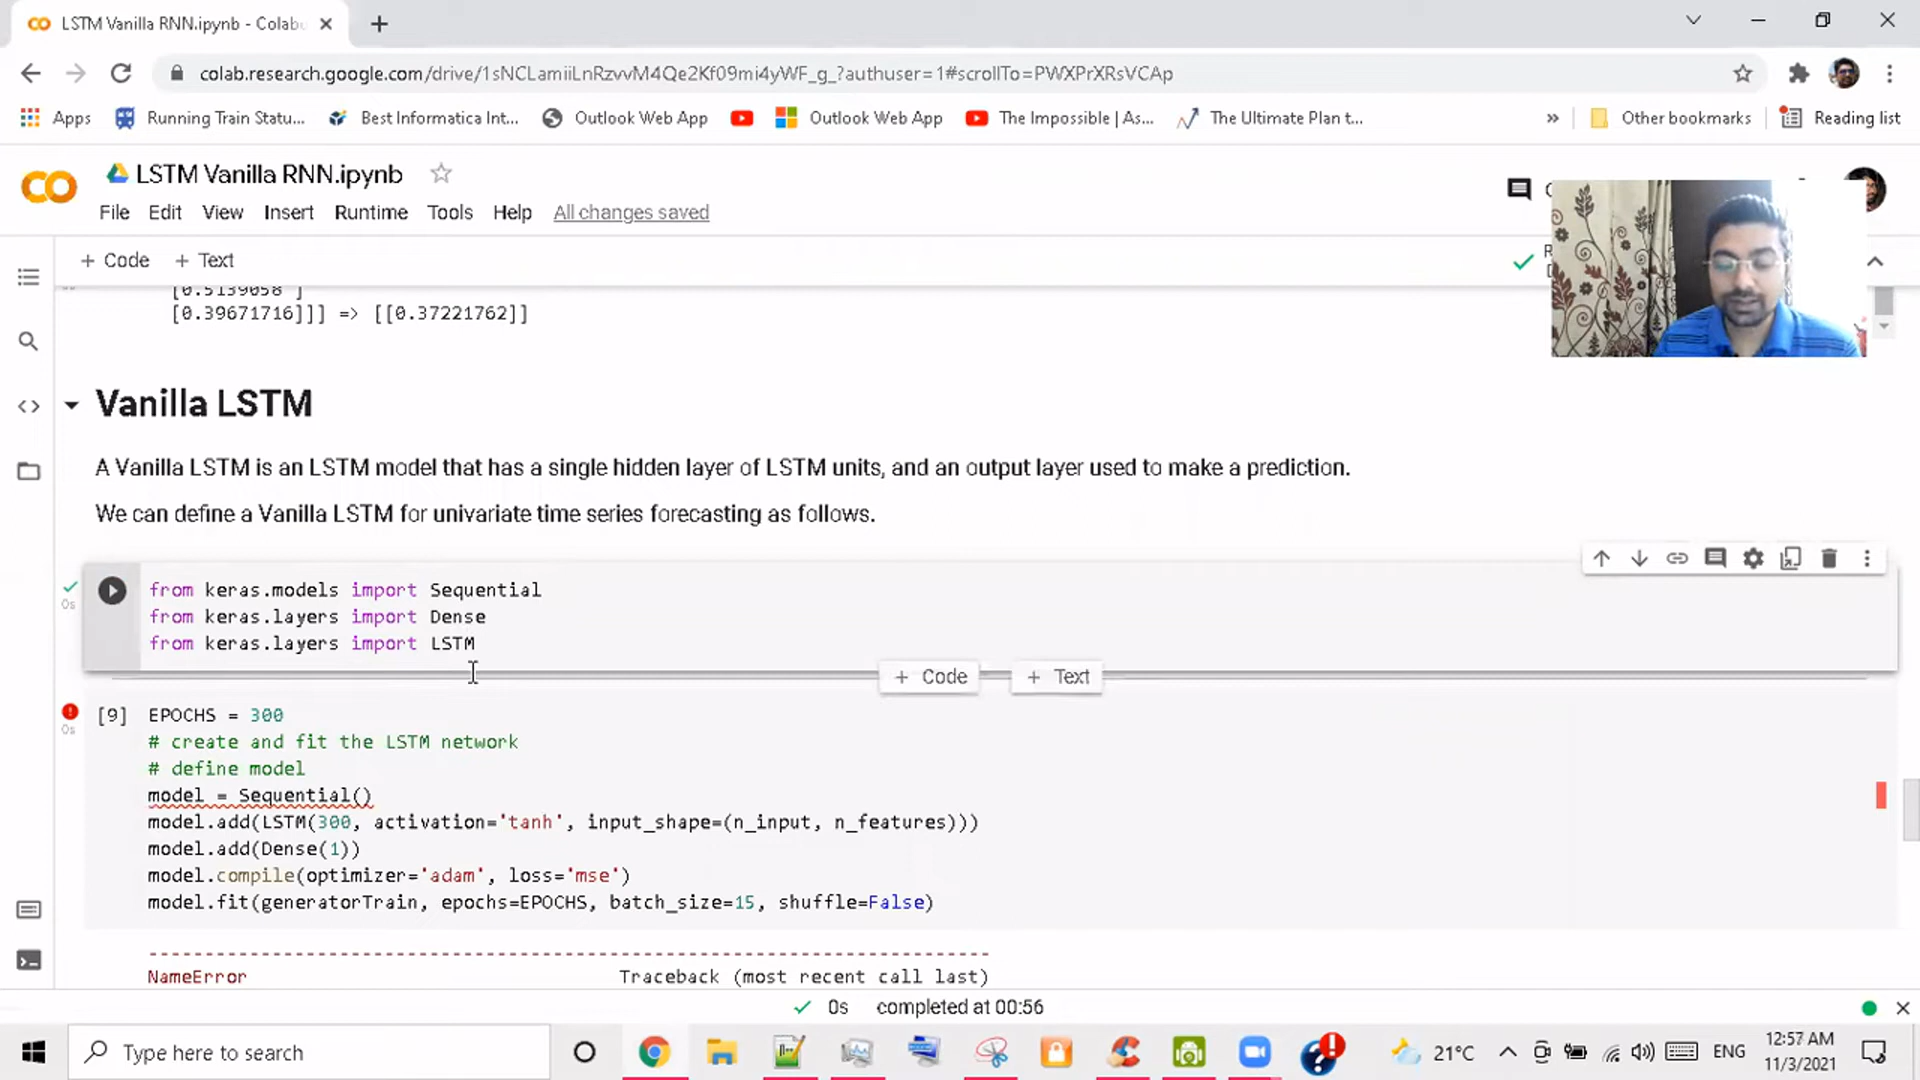 LSTM Vanilla RNN.ipynb - Colabo
colab.research.google.com/drive/1sNCLamiiLnRzvvM4Qe2Kf09mi4yWF_g_?authuser=1#scrollTo=PWXPrXRsVCAp
Apps Running Train Statu... Best Informatica Int... Outlook Web App Outlook Web App The Impossible | As... The Ultimate Plan t... » Other bookmarks Reading list
LSTM Vanilla RNN.ipynb
File Edit View Insert Runtime Tools Help All changes saved
+ Code + Text
[0.5139058 ]
[0.39671716]]] => [[0.37221762]]
Vanilla LSTM
A Vanilla LSTM is an LSTM model that has a single hidden layer of LSTM units, and an output layer used to make a prediction.
We can define a Vanilla LSTM for univariate time series forecasting as follows.
from keras.models import Sequential
0s
from keras.layers import Dense
from keras.layers import LSTM
+ Code + Text
[9] EPOCHS = 300
0s
# create and fit the LSTM network
# define model
model = Sequential()
model.add(LSTM(300, activation='tanh', input_shape=(n_input, n_features)))
model.add(Dense(1))
model.compile(optimizer='adam', loss='mse')
model.fit(generatorTrain, epochs=EPOCHS, batch_size=15, shuffle=False)
---------------------------------------------------------------------------
NameError Traceback (most recent call last)
0s completed at 00:56
Type here to search
21°C ENG 12:57 AM
11/3/2021